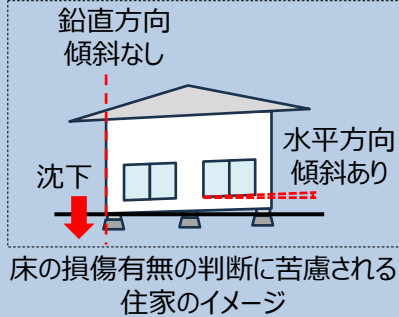 鉛直方向
傾斜なし
水平方向
傾斜あり
沈下
床の損傷有無の判断に苦慮される
住家のイメージ